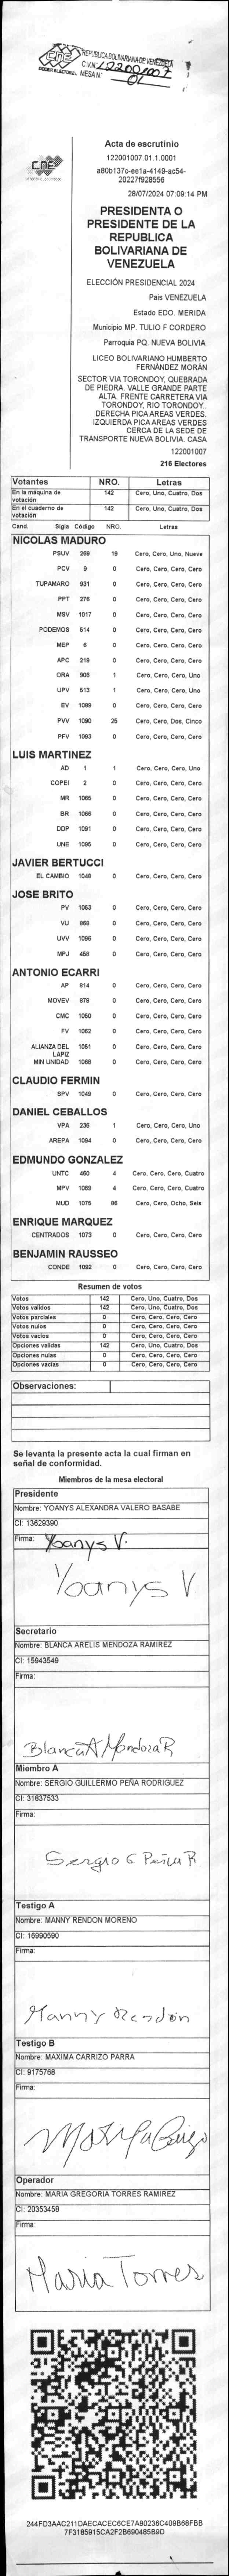 CNE
PODER ELECTORAL
REPUBLICA BOLIVARIANA DE VENEZUELA
C.V.N° 122001007
MESA N° 01
CNE
Acta de escrutinio
122001007.01.1.0001
a80b137c-ee1a-4149-ac54-
20227f928556
28/07/2024 07:09:14 PM
PRESIDENTA O
PRESIDENTE DE LA
REPUBLICA
BOLIVARIANA DE
VENEZUELA
ELECCIÓN PRESIDENCIAL 2024
Pais VENEZUELA
Estado EDO. MERIDA
Municipio MP. TULIO F CORDERO
Parroquia PQ. NUEVA BOLIVIA
LICEO BOLIVARIANO HUMBERTO
FERNÁNDEZ MORÁN
SECTOR VIA TORONDOY, QUEBRADA
DE PIEDRA. VALLE GRANDE PARTE
ALTA. FRENTE CARRETERA VIA
TORONDOY. RIO TORONDOY..
DERECHA PICA AREAS VERDES.
IZQUIERDA PICA AREAS VERDES
CERCA DE LA SEDE DE
TRANSPORTE NUEVA BOLIVIA. CASA
122001007
216 Electores
Votantes NRO. Letras
En la máquina de votación 142 Cero, Uno, Cuatro, Dos
En el cuaderno de votación 142 Cero, Uno, Cuatro, Dos
Cand. Sigla Código NRO. Letras
NICOLAS MADURO
PSUV 269 19 Cero, Cero, Uno, Nueve
PCV 9 0 Cero, Cero, Cero, Cero
TUPAMARO 931 0 Cero, Cero, Cero, Cero
PPT 276 0 Cero, Cero, Cero, Cero
MSV 1017 0 Cero, Cero, Cero, Cero
PODEMOS 514 0 Cero, Cero, Cero, Cero
MEP 6 0 Cero, Cero, Cero, Cero
APC 219 0 Cero, Cero, Cero, Cero
ORA 906 1 Cero, Cero, Cero, Uno
UPV 613 1 Cero, Cero, Cero, Uno
EV 1089 0 Cero, Cero, Cero, Cero
PVV 1090 25 Cero, Cero, Dos, Cinco
PFV 1093 0 Cero, Cero, Cero, Cero
LUIS MARTINEZ
AD 1 1 Cero, Cero, Cero, Uno
COPEI 2 0 Cero, Cero, Cero, Cero
MR 1065 0 Cero, Cero, Cero, Cero
BR 1066 0 Cero, Cero, Cero, Cero
DDP 1091 0 Cero, Cero, Cero, Cero
UNE 1095 0 Cero, Cero, Cero, Cero
JAVIER BERTUCCI
EL CAMBIO 1048 0 Cero, Cero, Cero, Cero
JOSE BRITO
PV 1053 0 Cero, Cero, Cero, Cero
VU 868 0 Cero, Cero, Cero, Cero
UVV 1096 0 Cero, Cero, Cero, Cero
MPJ 458 0 Cero, Cero, Cero, Cero
ANTONIO ECARRI
AP 814 0 Cero, Cero, Cero, Cero
MOVEV 979 0 Cero, Cero, Cero, Cero
CMC 1050 0 Cero, Cero, Cero, Cero
FV 1062 0 Cero, Cero, Cero, Cero
ALIANZA DEL LAPIZ 1051 0 Cero, Cero, Cero, Cero
MIN UNIDAD 1068 0 Cero, Cero, Cero, Cero
CLAUDIO FERMIN
SPV 1049 0 Cero, Cero, Cero, Cero
DANIEL CEBALLOS
VPA 236 1 Cero, Cero, Cero, Uno
AREPA 1094 0 Cero, Cero, Cero, Cero
EDMUNDO GONZALEZ
UNTC 460 4 Cero, Cero, Cero, Cuatro
MPV 1069 4 Cero, Cero, Cero, Cuatro
MUD 1075 86 Cero, Cero, Ocho, Seis
ENRIQUE MARQUEZ
CENTRADOS 1073 0 Cero, Cero, Cero, Cero
BENJAMIN RAUSSEO
CONDE 1092 0 Cero, Cero, Cero, Cero
Resumen de votos
Votos 142 Cero, Uno, Cuatro, Dos
Votos validos 142 Cero, Uno, Cuatro, Dos
Votos parciales 0 Cero, Cero, Cero, Cero
Votos nulos 0 Cero, Cero, Cero, Cero
Votos vacios 0 Cero, Cero, Cero, Cero
Opciones validas 142 Cero, Uno, Cuatro, Dos
Opciones nulas 0 Cero, Cero, Cero, Cero
Opciones vacias 0 Cero, Cero, Cero, Cero
Observaciones:
Se levanta la presente acta la cual firman en
señal de conformidad.
Miembros de la mesa electoral
Presidente
Nombre: YOANYS ALEXANDRA VALERO BASABE
CI: 13629390
Firma: Yoanys V.
Yoanys V
Secretario
Nombre: BLANCA ARELIS MENDOZA RAMIREZ
CI: 15943549
Firma:
Blanca A Mendoza R
Miembro A
Nombre: SERGIO GUILLERMO PEÑA RODRIGUEZ
CI: 31837533
Firma:
Sergio G Peña R
Testigo A
Nombre: MANNY RENDON MORENO
CI: 16990590
Firma:
Manny Rendon
Testigo B
Nombre: MAXIMA CARRIZO PARRA
CI: 9175768
Firma:
Operador
Nombre: MARIA GREGORIA TORRES RAMIREZ
CI: 20353458
Firma:
Maria Torres
244FD3AAC211DAECACEC6CE7A90236C409B68FBB
7F3185915CA2F2B690485B9D